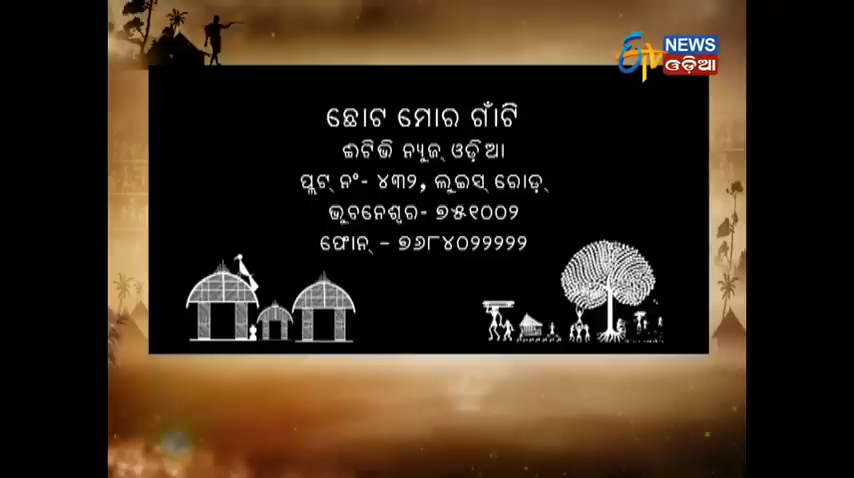 ETV NEWS
ଓଡ଼ିଆ
ଛୋଟ ମୋର ଗାଁଟି
ଈଟିଭି ନ୍ୟୁଜ୍ ଓଡ଼ିଆ
ପ୍ଲଟ୍ ନଂ- ୪୩୨, ଲୁଇସ୍ ରୋଡ଼୍
ଭୁବନେଶ୍ୱର- ୭୫୧୦୦୨
ଫୋନ୍ - ୭୬୮୪୦୨୨୨୨୨